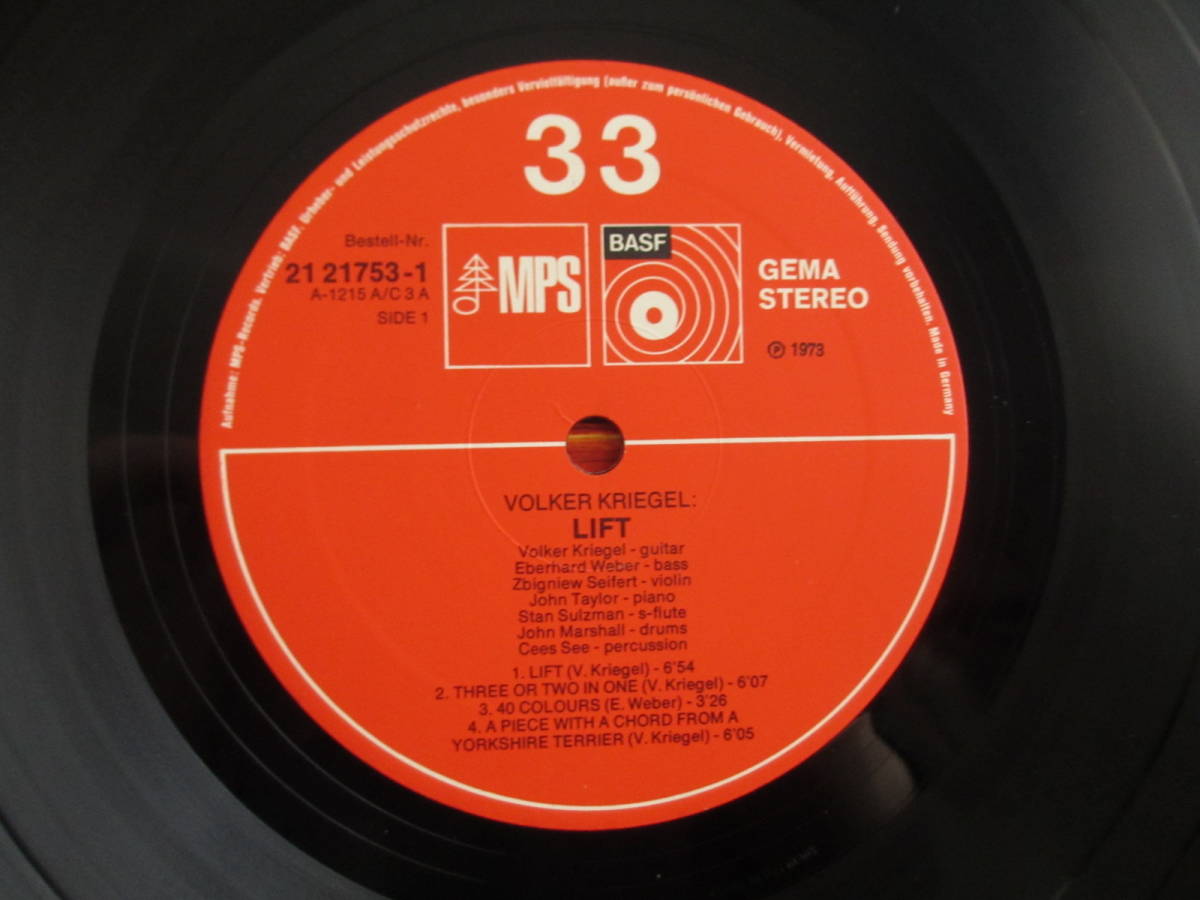 Aufnahme: MPS-Records. Vertrieb: BASF. Urheber- und Leistungsschutzrechte, besonders Vervielfältigung (außer zum persönlichen Gebrauch), Vermietung, Aufführung, Sendung vorbehalten. Made in Germany
33
Bestell-Nr.
21 21753-1
A-1215 A/C 3 A
SIDE 1
MPS
BASF
GEMA
STEREO
℗ 1973
VOLKER KRIEGEL:
LIFT
Volker Kriegel - guitar
Eberhard Weber - bass
Zbigniew Seifert - violin
John Taylor - piano
Stan Sulzman - s-flute
John Marshall - drums
Cees See - percussion
1. LIFT (V. Kriegel) - 6'54
2. THREE OR TWO IN ONE (V. Kriegel) - 6'07
3. 40 COLOURS (E. Weber) - 3'26
4. A PIECE WITH A CHORD FROM A
YORKSHIRE TERRIER (V. Kriegel) - 6'05